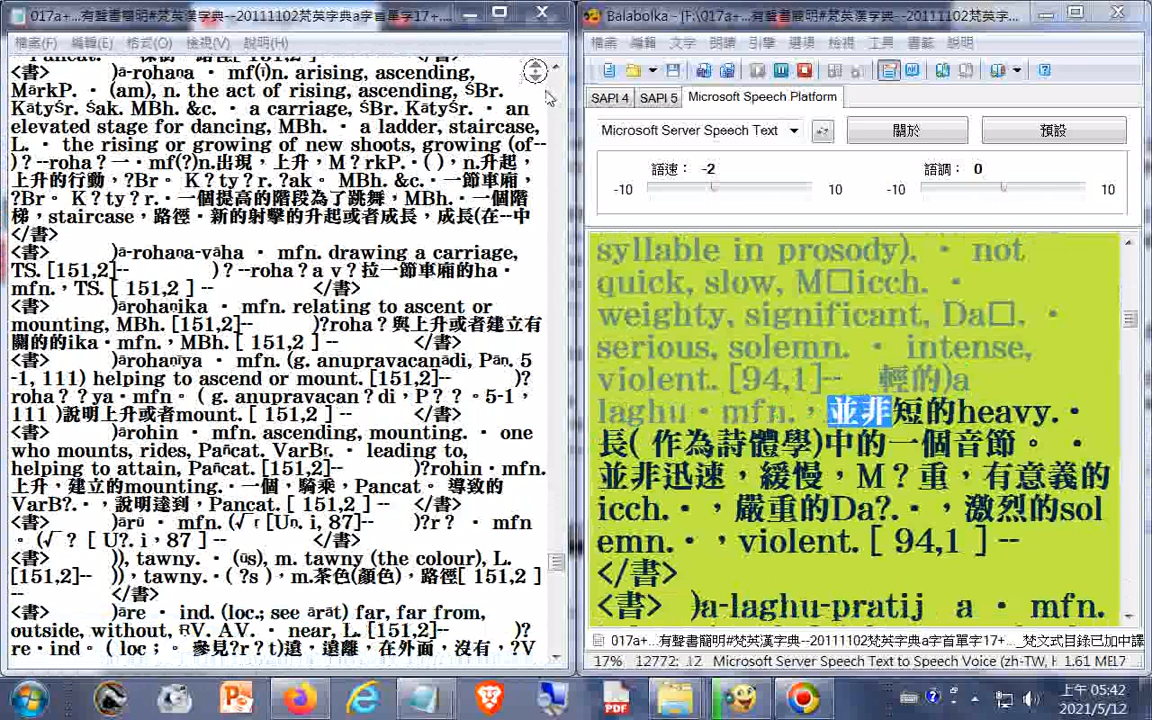 017a+...有聲書簡明#梵英漢字典--20111102梵英字典a字首單字17+...
檔案(F) 編輯(E) 格式(O) 檢視(V) 說明(H)
<書> )ā-rohaṇa ‧ mf(ī)n. arising, ascending,
MārkP. ‧ (am), n. the act of rising, ascending, ŚBr.
KātyŚr. Śak. MBh. &c. ‧ a carriage, ŚBr. KātyŚr. ‧ an
elevated stage for dancing, MBh. ‧ a ladder, staircase,
L. ‧ the rising or growing of new shoots, growing (of--
)？--roha？一‧mf(?)n.出現，上升，M？rkP.‧( )，n.升起，
上升的行動，?Br。 K？ty？r. ?ak。 MBh. &c.‧一節車廂，
?Br。 K？ty？r.‧一個提高的階段為了跳舞，MBh.‧一個階
梯，staircase，路徑‧新的射擊的升起或者成長，成長(在--中
</書>
<書> )ā-rohaṇa-vāha ‧ mfn. drawing a carriage,
TS. [151,2]-- )？--roha？a v？拉一節車廂的ha‧
mfn.，TS. [ 151,2 ] -- </書>
<書> )ārohaṇika ‧ mfn. relating to ascent or
mounting, MBh. [151,2]-- )?roha？與上升或者建立有
關的的ika‧mfn.，MBh. [ 151,2 ] -- </書>
<書> )ārohaṇīya ‧ mfn. (g. anupravacanādi, Pāṇ. 5
-1, 111) helping to ascend or mount. [151,2]-- )?
roha？?ya‧mfn。( g. anupravacan？di，P？？。5-1，
111 )說明上升或者mount. [ 151,2 ] -- </書>
<書> )ārohin ‧ mfn. ascending, mounting. ‧ one
who mounts, rides, Pañcat. VarBṛ. ‧ leading to,
helping to attain, Pañcat. [151,2]-- )?rohin‧mfn.
上升，建立的mounting.‧一個，騎乘，Pancat。 導致的
VarB?.‧，說明達到，Pancat. [ 151,2 ] -- </書>
<書> )ārū ‧ mfn. (√ ṛ [Uṇ. i, 87]-- )?r？‧mfn
。(√？[ U?. i，87 ] -- </書>
<書> )), tawny. ‧ (ūs), m. tawny (the colour), L.
[151,2]-- ))，tawny.‧( ?s )，m.茶色(顏色)，路徑[ 151,2 ]
-- </書>
<書> )āre ‧ ind. (loc.; see ārāt) far, far from,
outside, without, RV. AV. ‧ near, L. [151,2]-- )?
re‧ind。( loc；。 參見?r？t)遠，遠離，在外面，沒有，?V
Balabolka - [F:\017a+...有聲書簡明#梵英漢字典--20111102梵英字...
檔案 編輯 文字 朗讀 引擎 選項 檢視 工具 書籤 說明
SAPI 4 SAPI 5 Microsoft Speech Platform
Microsoft Server Speech Text 關於 預設
語速： -2 語調： 0
-10 10 -10 10
syllable in prosody). ‧ not
quick, slow, M□icch. ‧
weighty, significant, Da□. ‧
serious, solemn. ‧ intense,
violent. [94,1]-- 輕的)a
laghu‧mfn.，並非短的heavy.‧
長( 作為詩體學)中的一個音節。 ‧
並非迅速，緩慢，M？重，有意義的
icch.‧，嚴重的Da?.‧，激烈的sol
emn.‧，violent. [ 94,1 ] --
</書>
<書> )a-laghu-pratij a ‧ mfn.
017a+...有聲書簡明#梵英漢字典--20111102梵英字典a字首單字17+..._梵文式目錄已加中譯
17% 12772: 12 Microsoft Server Speech Text to Speech Voice (zh-TW, H 1.61 MB
上午 05:42
2021/5/12